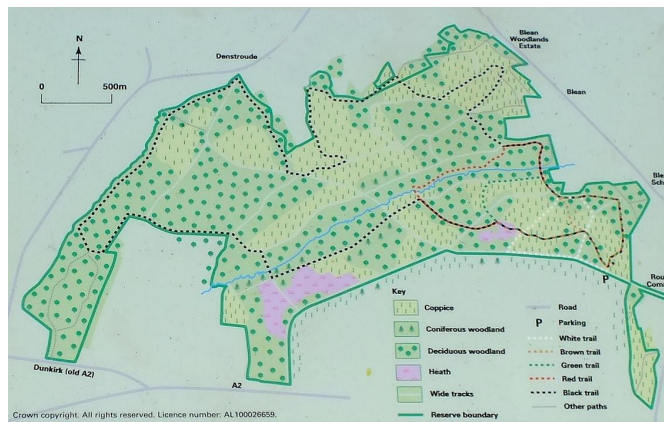 Blean
Woodlands
Estate
N
Denstroude
0 500m
Blean
P
Key
Coppice
Coniferous woodland
Deciduous woodland
Heath
Wide tracks
Reserve boundary
Road
P Parking
White trail
Brown trail
Green trail
Red trail
Black trail
Other paths
Dunkirk (old A2)
A2
Crown copyright. All rights reserved. Licence number: AL100026659.